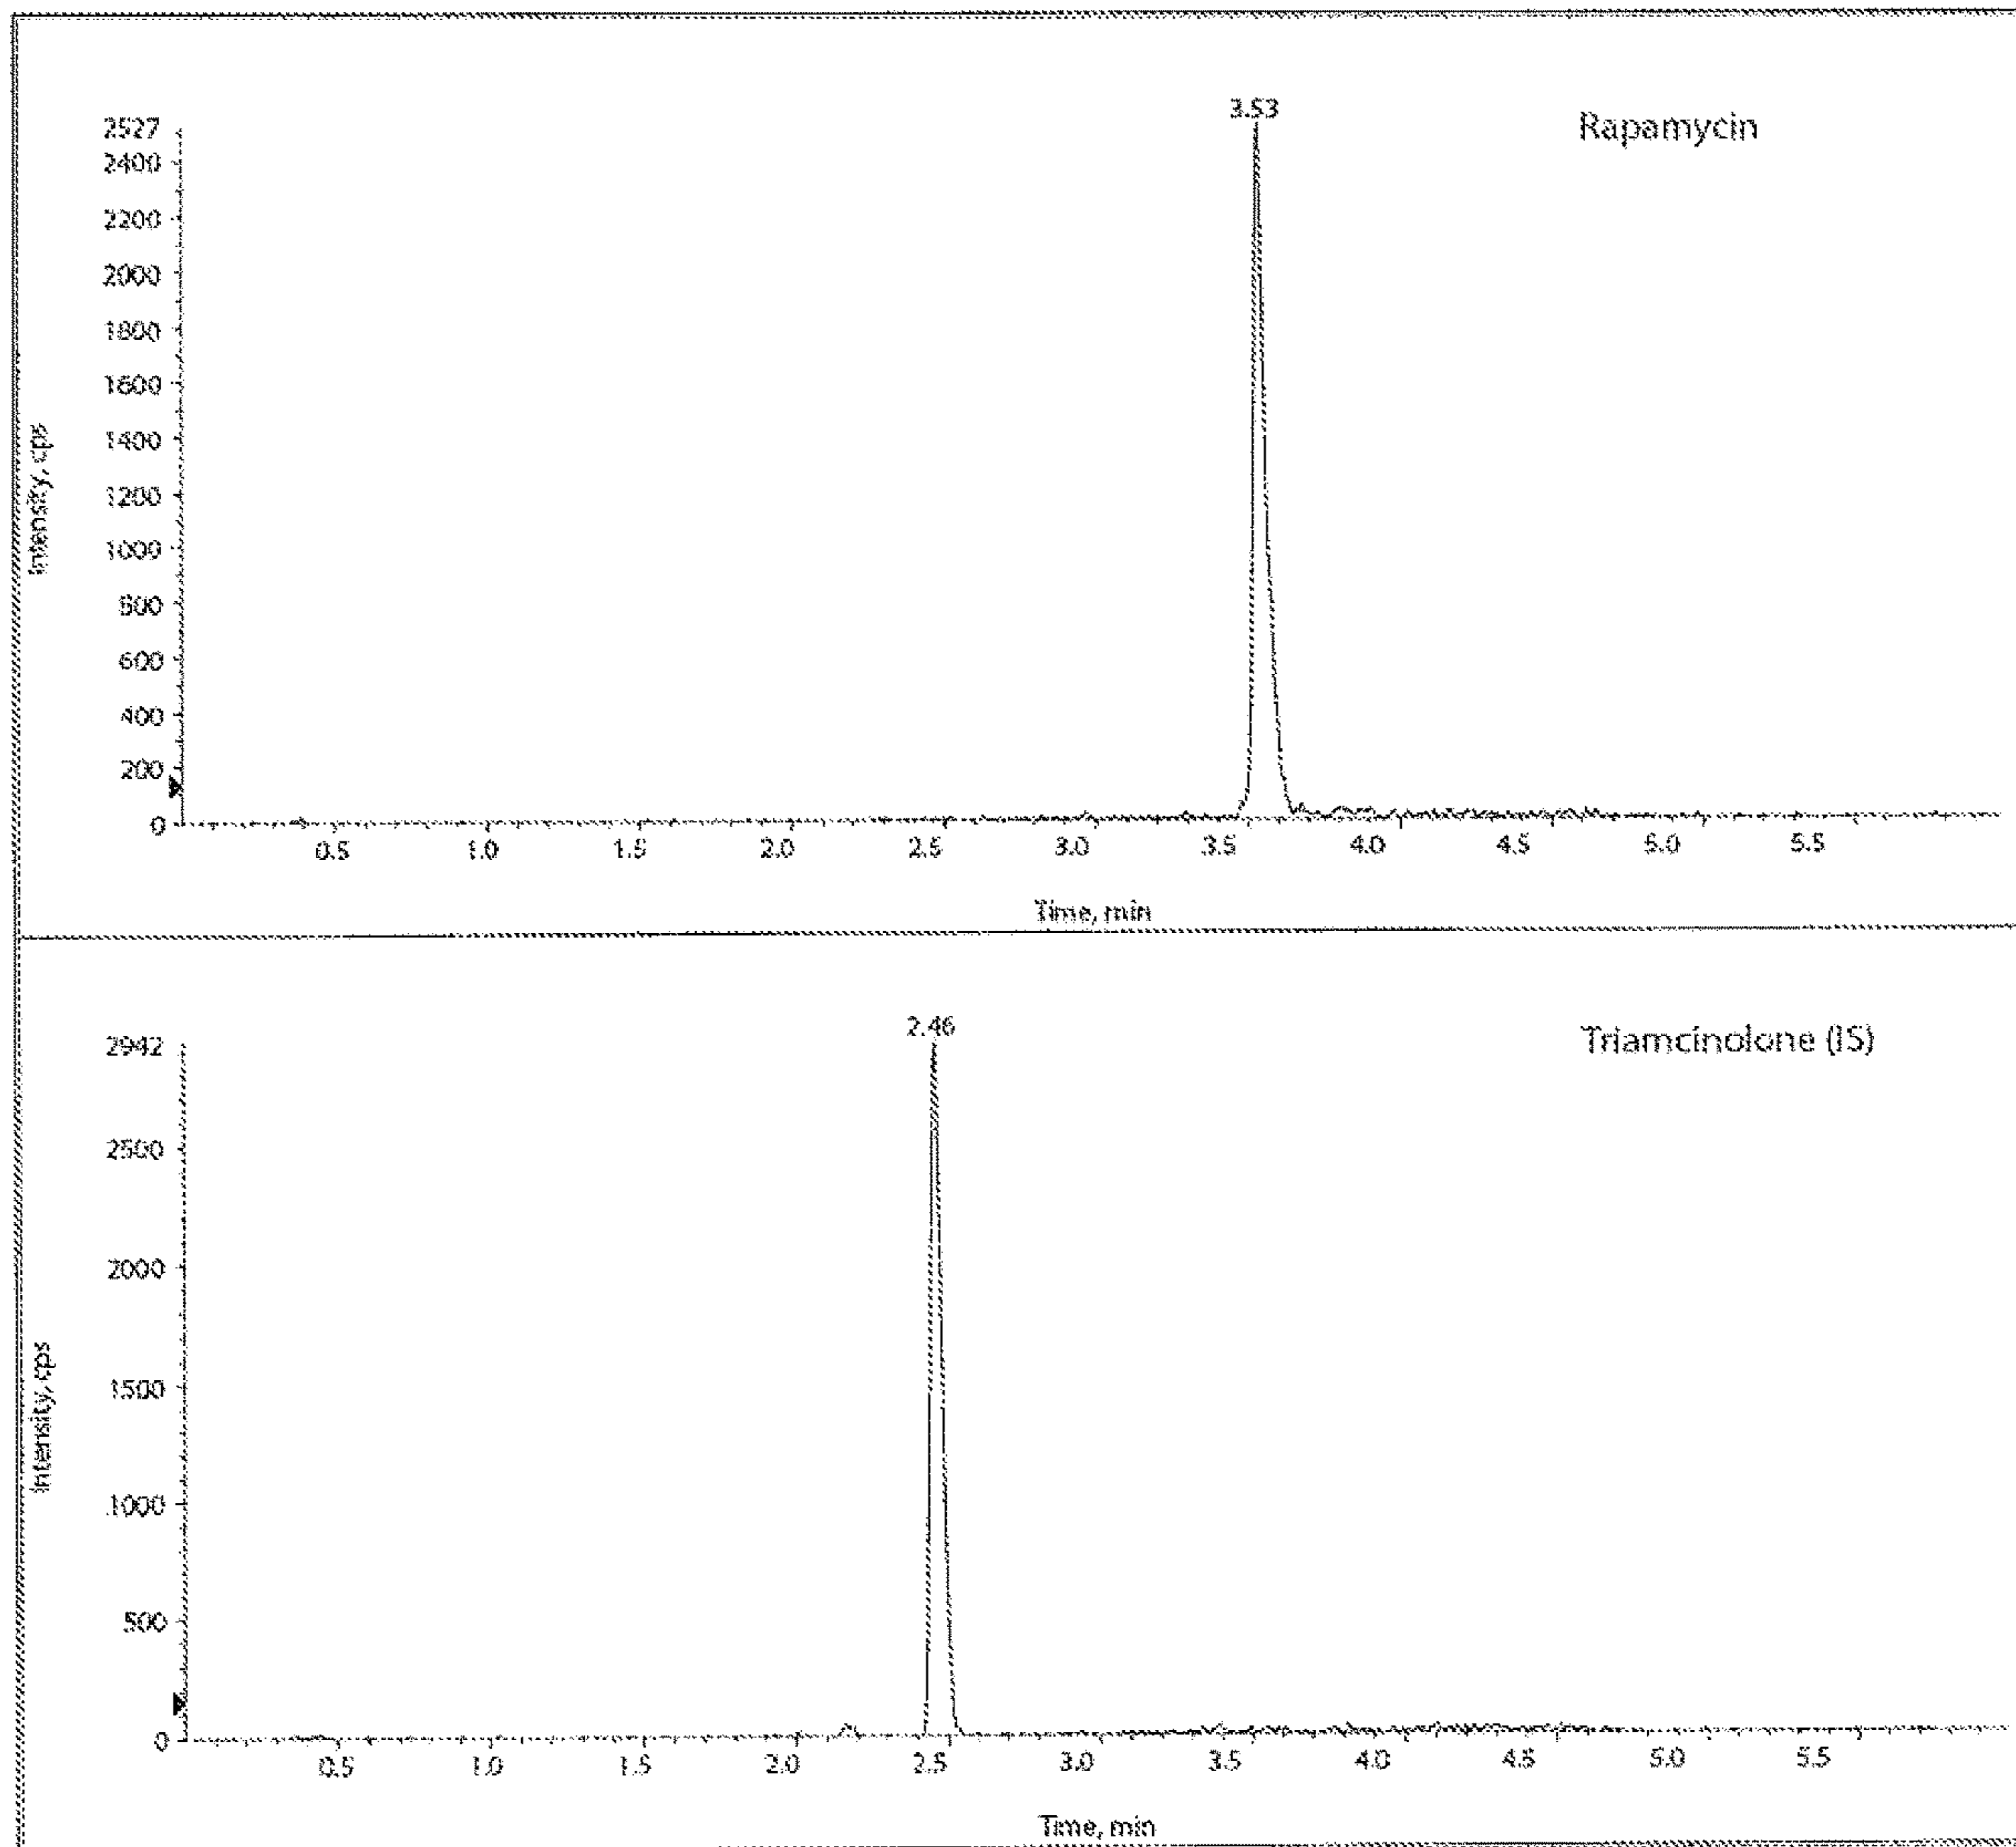 3.53
Rapamycin
2527
2400
2200
2000
1800
1600
1400
1200
1000
800
600
400
200
0
Intensity, cps
0.5 1.0 1.5 2.0 2.5 3.0 3.5 4.0 4.5 5.0 5.5
Time, min
2.46
Triamcinolone (IS)
2942
2500
2000
1500
1000
500
0
Intensity, cps
0.5 1.0 1.5 2.0 2.5 3.0 3.5 4.0 4.5 5.0 5.5
Time, min